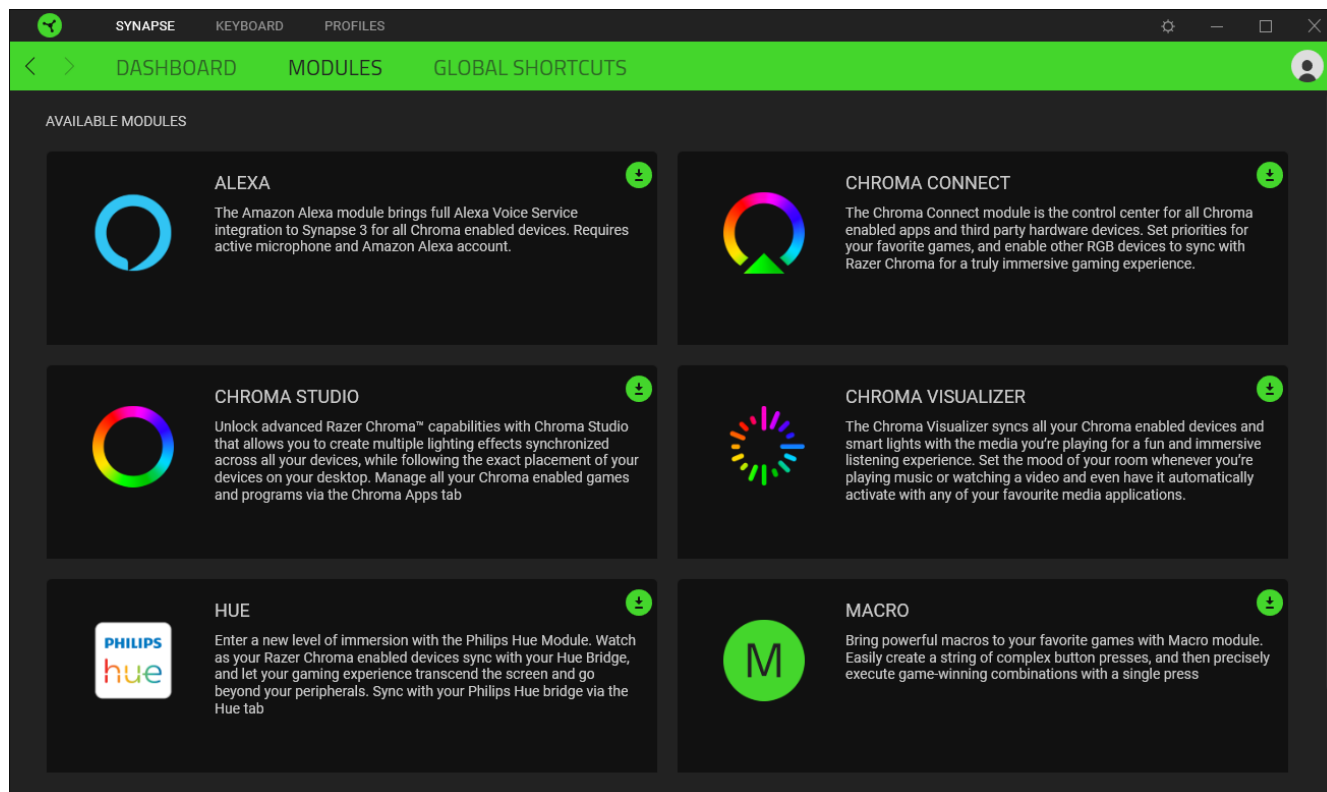 SYNAPSE KEYBOARD PROFILES
DASHBOARD MODULES GLOBAL SHORTCUTS
AVAILABLE MODULES
ALEXA
The Amazon Alexa module brings full Alexa Voice Service
integration to Synapse 3 for all Chroma enabled devices. Requires
active microphone and Amazon Alexa account.
CHROMA CONNECT
The Chroma Connect module is the control center for all Chroma
enabled apps and third party hardware devices. Set priorities for
your favorite games, and enable other RGB devices to sync with
Razer Chroma for a truly immersive gaming experience.
CHROMA STUDIO
Unlock advanced Razer Chroma™ capabilities with Chroma Studio
that allows you to create multiple lighting effects synchronized
across all your devices, while following the exact placement of your
devices on your desktop. Manage all your Chroma enabled games
and programs via the Chroma Apps tab
CHROMA VISUALIZER
The Chroma Visualizer syncs all your Chroma enabled devices and
smart lights with the media you're playing for a fun and immersive
listening experience. Set the mood of your room whenever you're
playing music or watching a video and even have it automatically
activate with any of your favourite media applications.
PHILIPS
hue
HUE
Enter a new level of immersion with the Philips Hue Module. Watch
as your Razer Chroma enabled devices sync with your Hue Bridge,
and let your gaming experience transcend the screen and go
beyond your peripherals. Sync with your Philips Hue bridge via the
Hue tab
M
MACRO
Bring powerful macros to your favorite games with Macro module.
Easily create a string of complex button presses, and then precisely
execute game-winning combinations with a single press